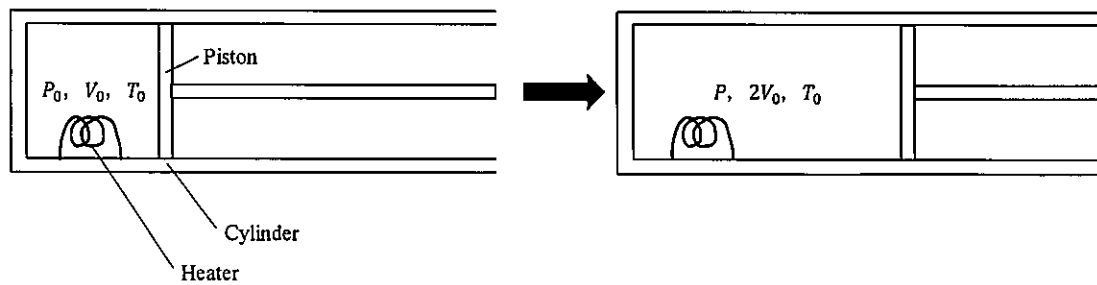 Piston
P₀, V₀, T₀
P, 2V₀, T₀
Cylinder
Heater